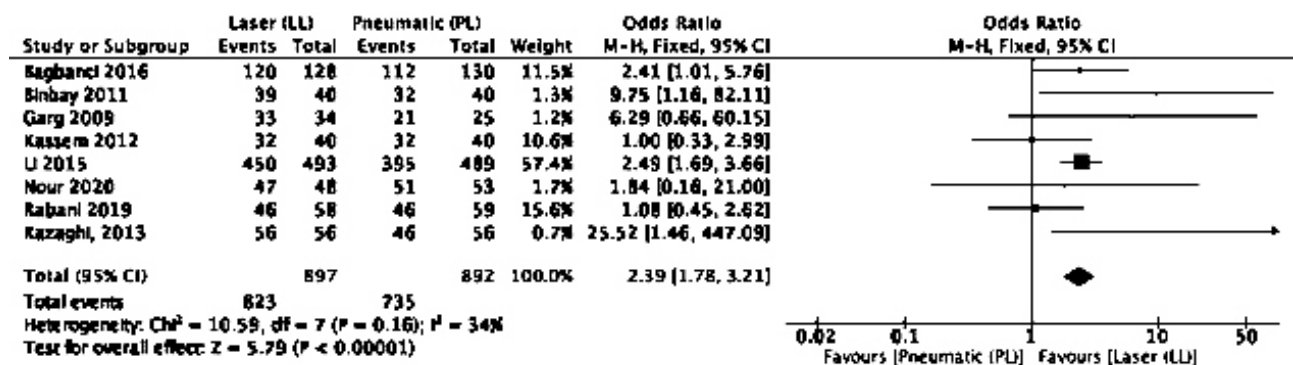 Laser (LL) Pneumatic (PL) Odds Ratio Odds Ratio
Study or Subgroup Events Total Events Total Weight M-H, Fixed, 95% CI M-H, Fixed, 95% CI
Bagbanci 2016 120 128 112 130 11.5% 2.41 [1.01, 5.76]
Binbay 2011 39 40 32 40 1.3% 9.75 [1.16, 82.11]
Garg 2009 33 34 21 25 1.2% 6.29 [0.66, 60.15]
Kassem 2012 32 40 32 40 10.6% 1.00 [0.33, 2.99]
Li 2015 450 493 395 489 57.4% 2.49 [1.69, 3.66]
Nour 2020 47 48 51 53 1.7% 1.84 [0.16, 21.00]
Rabani 2019 46 58 46 59 15.6% 1.08 [0.45, 2.62]
Razaghi, 2013 56 56 46 56 0.7% 25.52 [1.46, 447.09]
Total (95% CI) 897 892 100.0% 2.39 [1.78, 3.21]
Total events 823 735
Heterogeneity: Chi² = 10.59, df = 7 (P = 0.16); I² = 34%
Test for overall effect: Z = 5.79 (P < 0.00001)
0.02 0.1 1 10 50
Favours [Pneumatic (PL) Favours [Laser (LL)